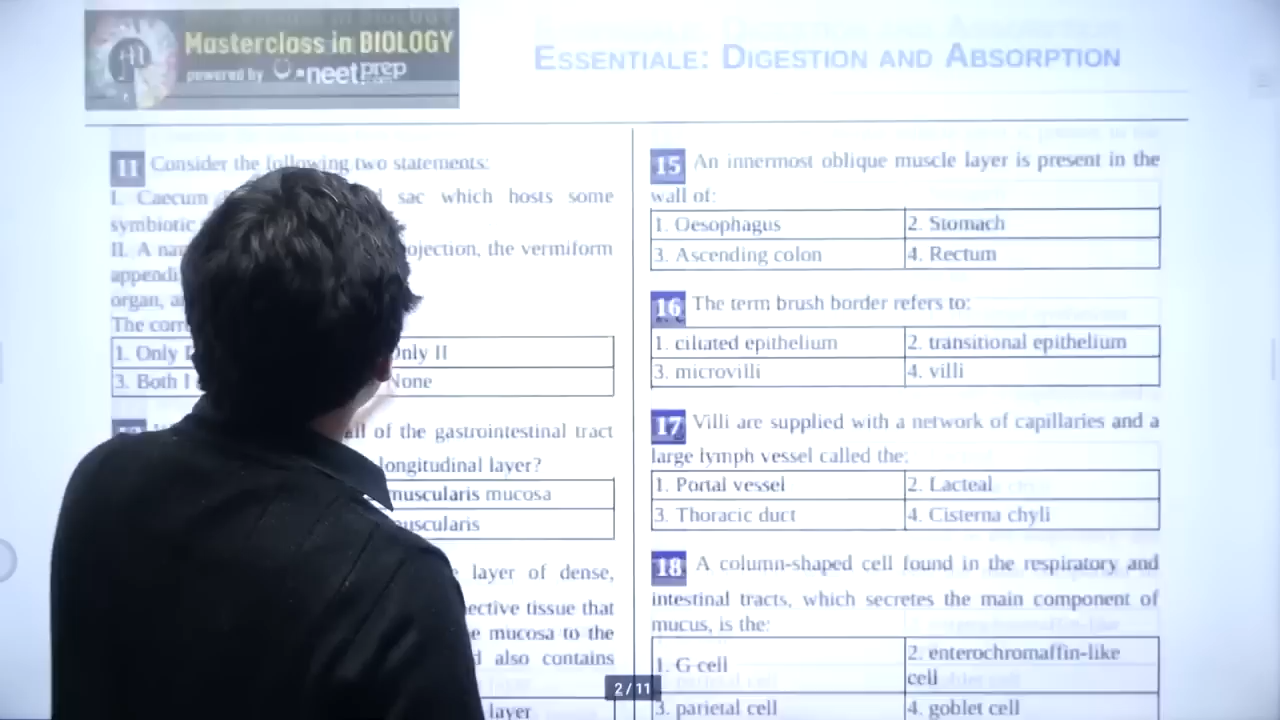 Masterclass in BIOLOGY
powered by neetprep
.com
ESSENTIALE: DIGESTION AND ABSORPTION
11 Consider the following two statements:
I. Caecum sac which hosts some
symbiotic
II. A nar ojection, the vermiform
appendi
organ, a
The corr
1. Only I Only II
3. Both I None
all of the gastrointestinal tract
longitudinal layer?
muscularis mucosa
muscularis
layer of dense,
ective tissue that
mucosa to the
also contains
layer
15 An innermost oblique muscle layer is present in the
wall of:
1. Oesophagus 2. Stomach
3. Ascending colon 4. Rectum
16 The term brush border refers to:
1. ciliated epithelium 2. transitional epithelium
3. microvilli 4. villi
17 Villi are supplied with a network of capillaries and a
large lymph vessel called the:
1. Portal vessel 2. Lacteal
3. Thoracic duct 4. Cisterna chyli
18 A column-shaped cell found in the respiratory and
intestinal tracts, which secretes the main component of
mucus, is the:
1. G cell 2. enterochromaffin-like
cell
3. parietal cell 4. goblet cell
2 / 11